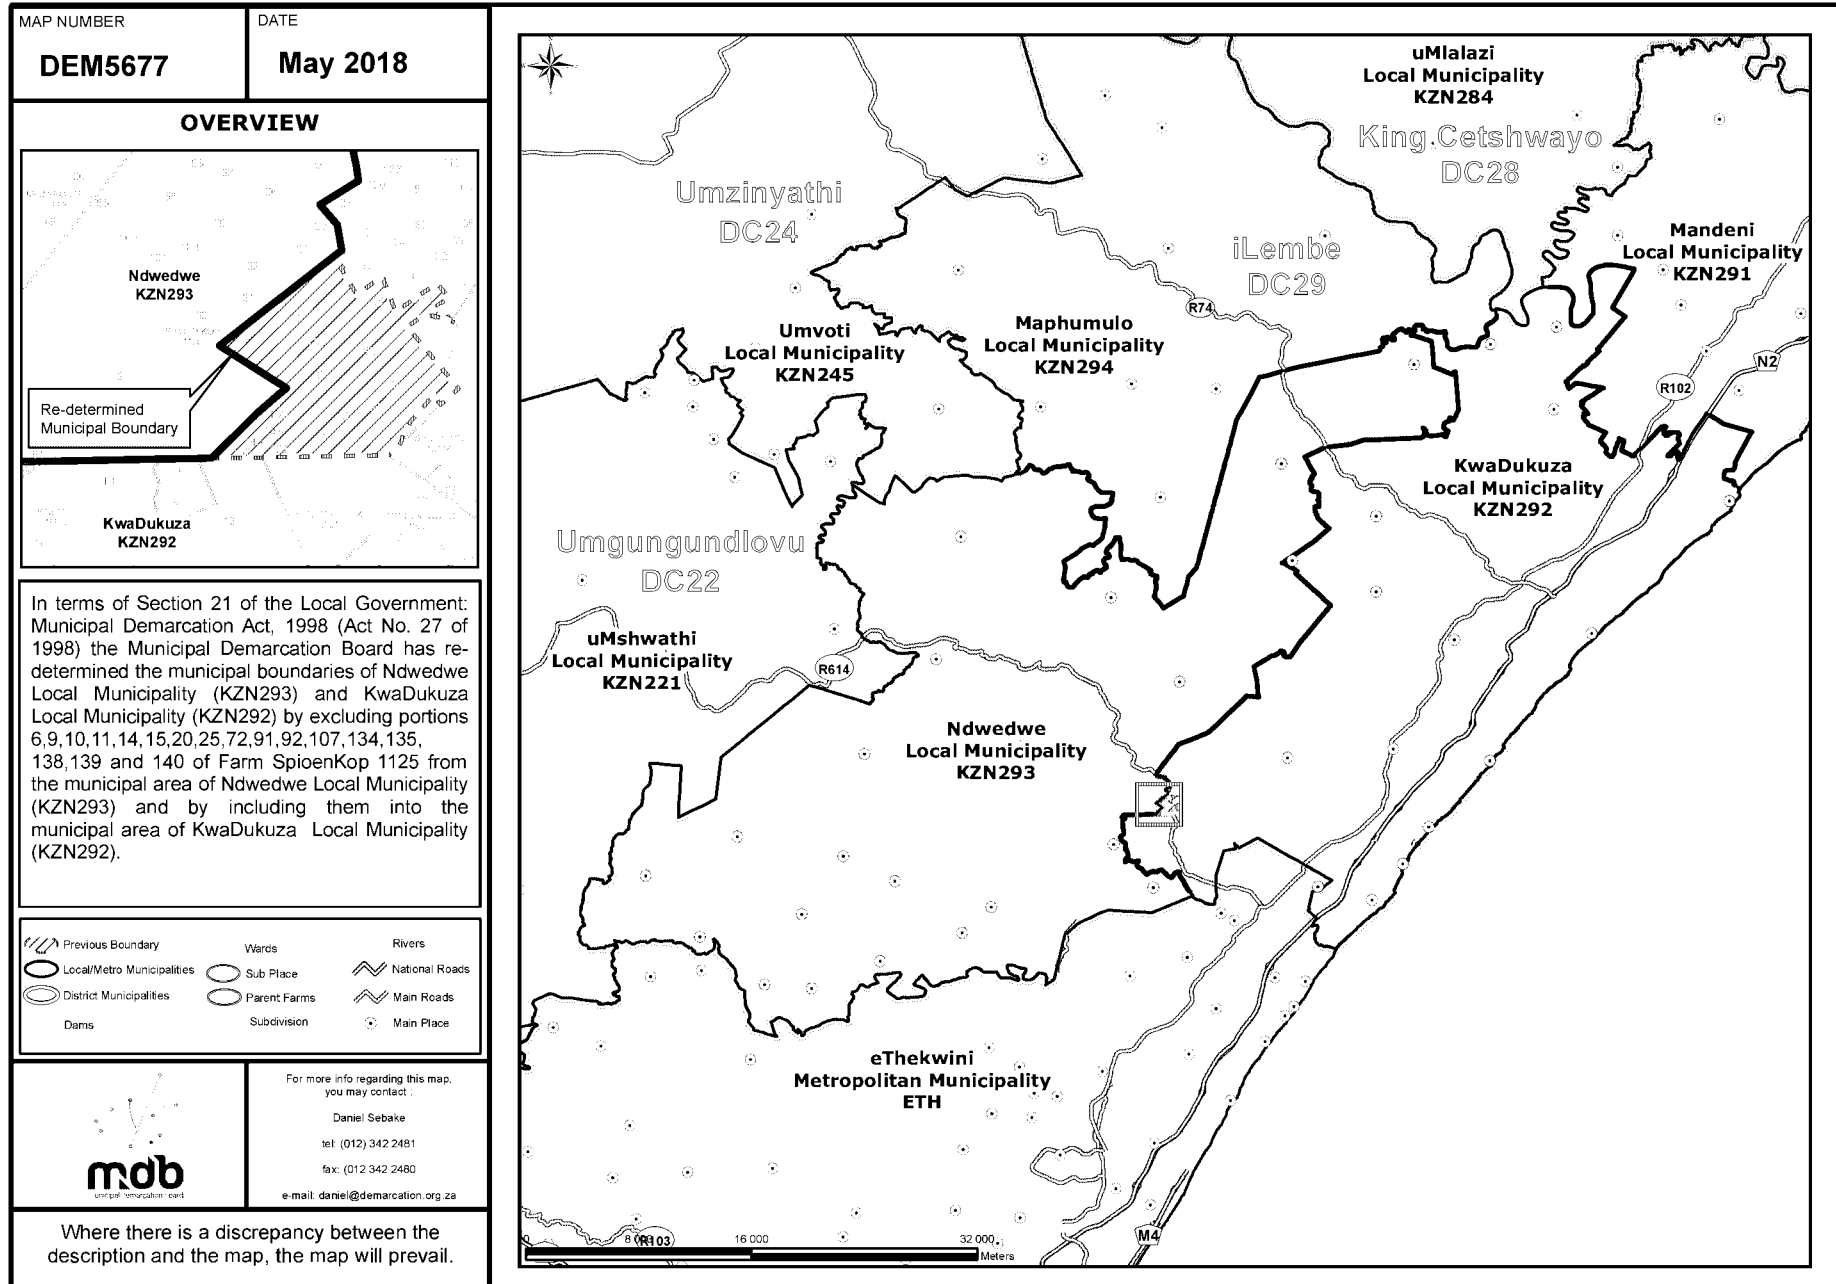 MAP NUMBER
DEM5677
DATE
May 2018
OVERVIEW
Ndwedwe
KZN293
Re-determined
Municipal Boundary
KwaDukuza
KZN292
In terms of Section 21 of the Local Government:
Municipal Demarcation Act, 1998 (Act No. 27 of
1998) the Municipal Demarcation Board has re-
determined the municipal boundaries of Ndwedwe
Local Municipality (KZN293) and KwaDukuza
Local Municipality (KZN292) by excluding portions
6,9,10,11,14,15,20,25,72,91,92,107,134,135,
138,139 and 140 of Farm SpioenKop 1125 from
the municipal area of Ndwedwe Local Municipality
(KZN293) and by including them into the
municipal area of KwaDukuza Local Municipality
(KZN292).
Previous Boundary
Local/Metro Municipalities
District Municipalities
Dams
Wards
Sub Place
Parent Farms
Subdivision
Rivers
National Roads
Main Roads
Main Place
mdb
For more info regarding this map,
you may contact :
Daniel Sebake
tel: (012) 342 2481
fax: (012 342 2480
e-mail: daniel@demarcation.org.za
Where there is a discrepancy between the
description and the map, the map will prevail.
uMlalazi
Local Municipality
KZN284
King Cetshwayo
DC28
Umzinyathi
DC24
iLembe
DC29
Mandeni
Local Municipality
KZN291
R74
Umvoti
Local Municipality
KZN245
Maphumulo
Local Municipality
KZN294
N2
R102
KwaDukuza
Local Municipality
KZN292
Umgungundlovu
DC22
uMshwathi
Local Municipality
KZN221
R614
Ndwedwe
Local Municipality
KZN293
eThekwini
Metropolitan Municipality
ETH
M4
R103
0
16 000
32 000
Meters